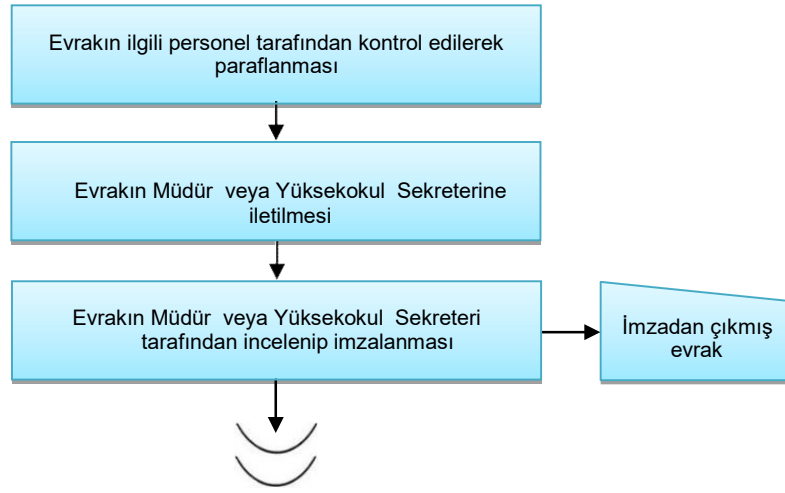 Evrakın ilgili personel tarafından kontrol edilerek
paraflanması
Evrakın Müdür veya Yüksekokul Sekreterine
iletilmesi
Evrakın Müdür veya Yüksekokul Sekreteri
tarafından incelenip imzalanması
İmzadan çıkmış
evrak